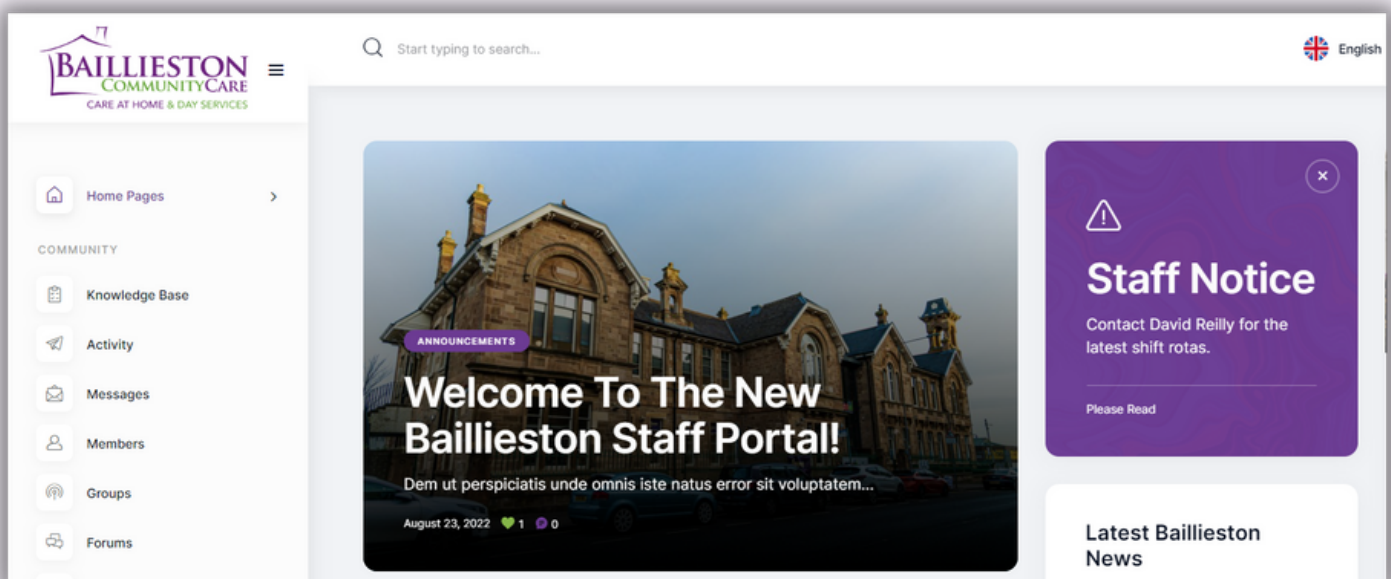 BAILLIESTON
COMMUNITYCARE
CARE AT HOME & DAY SERVICES
Start typing to search...
English
Home Pages
COMMUNITY
Knowledge Base
Activity
Messages
Members
Groups
Forums
ANNOUNCEMENTS
Welcome To The New
Baillieston Staff Portal!
Dem ut perspiciatis unde omnis iste natus error sit voluptatem...
August 23, 2022 1 0
Staff Notice
Contact David Reilly for the
latest shift rotas.
Please Read
Latest Baillieston
News